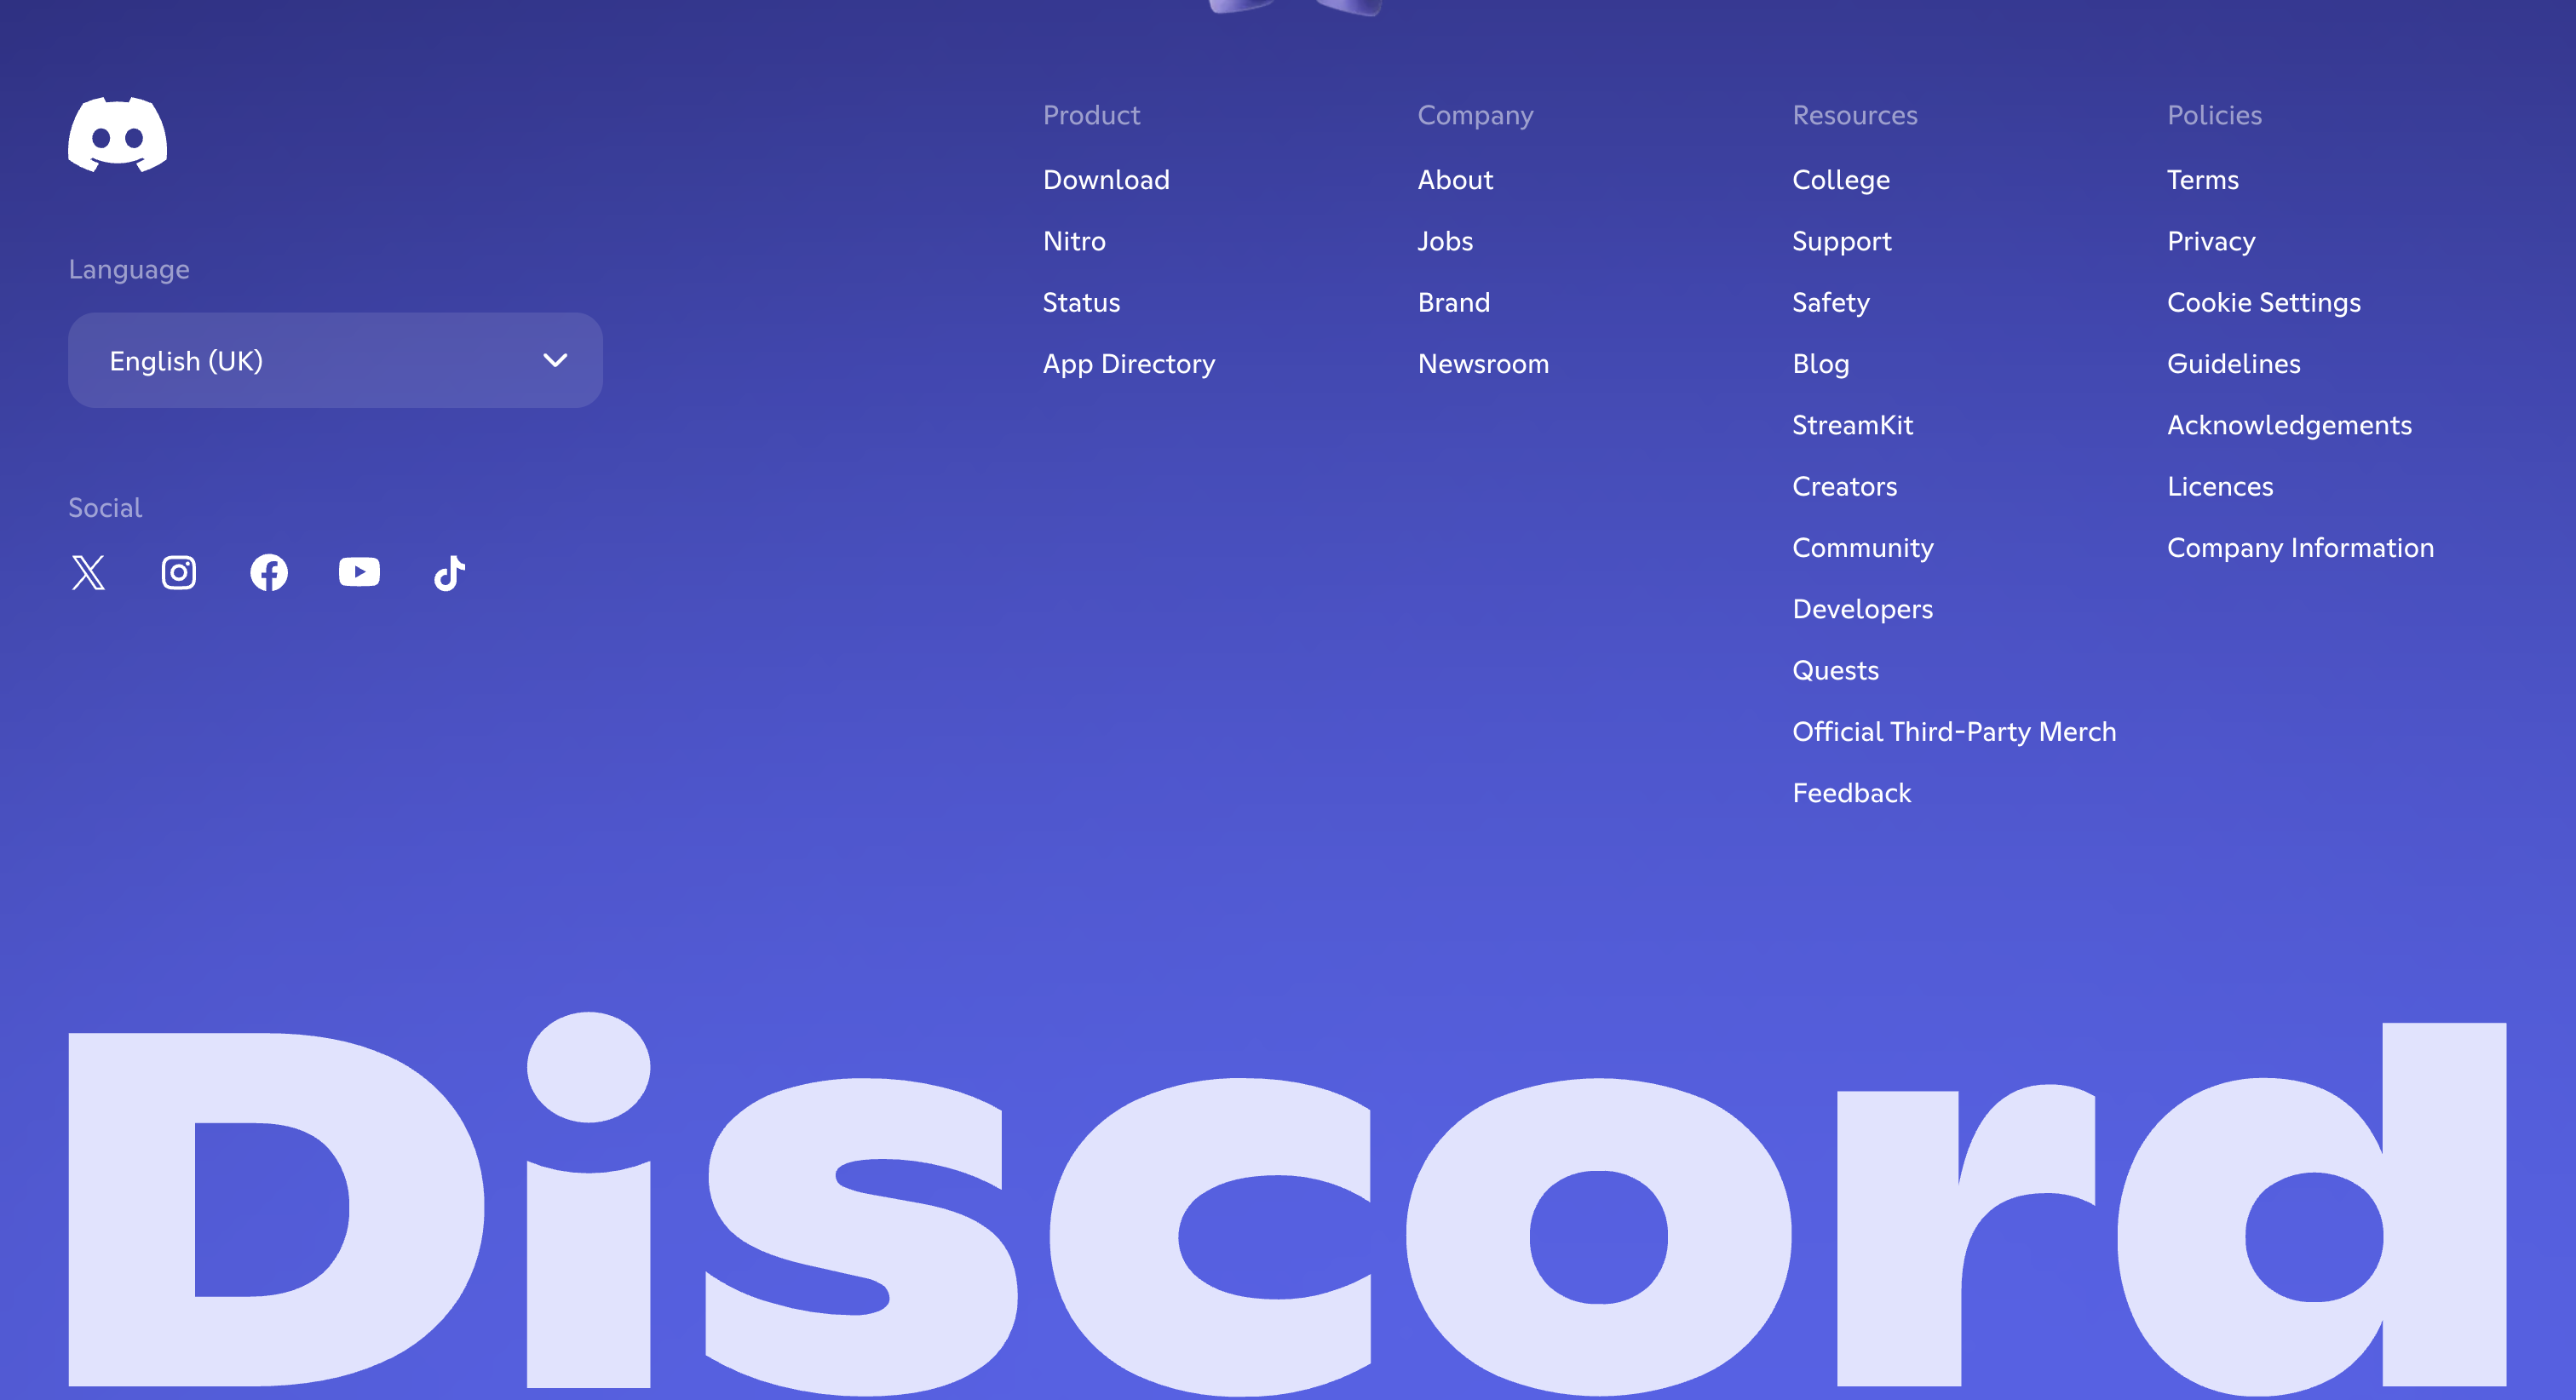 Language
English (UK)
Social
Product
Download
Nitro
Status
App Directory
Company
About
Jobs
Brand
Newsroom
Resources
College
Support
Safety
Blog
StreamKit
Creators
Community
Developers
Quests
Official Third-Party Merch
Feedback
Policies
Terms
Privacy
Cookie Settings
Guidelines
Acknowledgements
Licences
Company Information
Discord